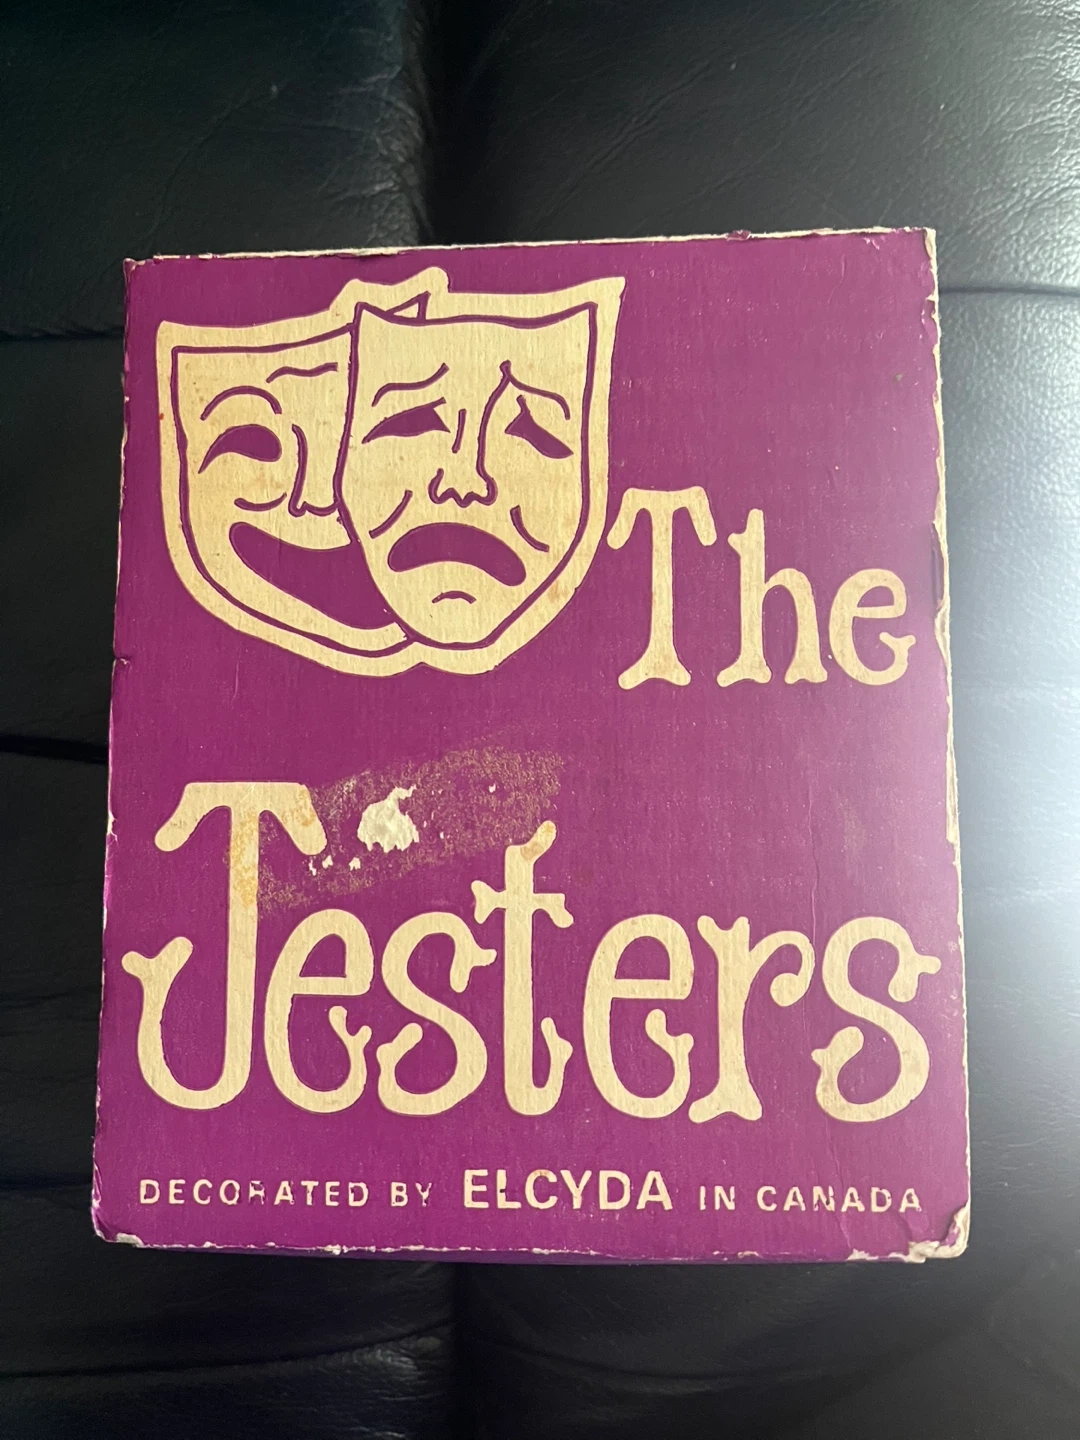 The
Jesters
DECORATED BY ELCYDA IN CANADA